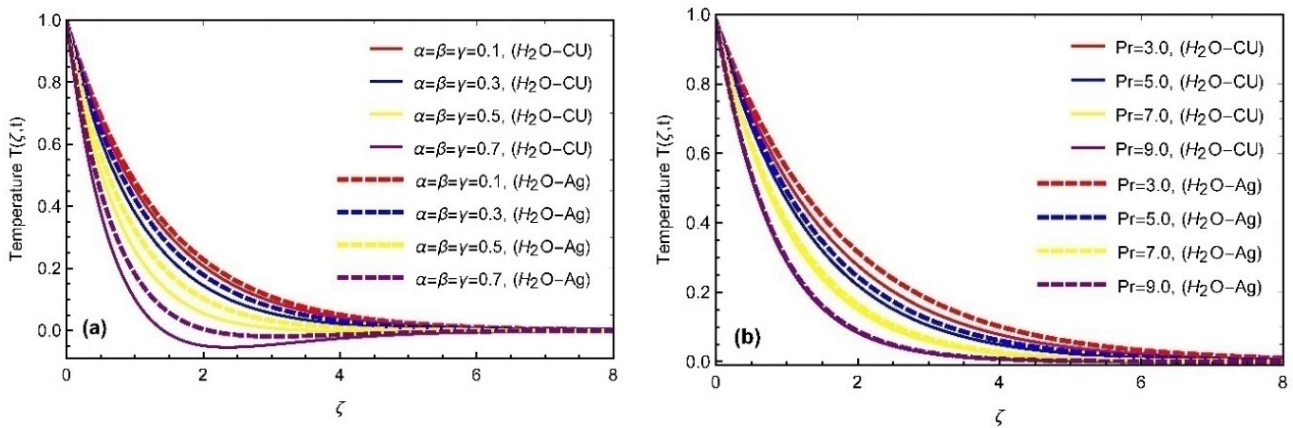 1.0
0.8
0.6
0.4
0.2
0.0
Temperature T(ζ,t)
α=β=γ=0.1, (H2O−CU)
α=β=γ=0.3, (H2O−CU)
α=β=γ=0.5, (H2O−CU)
α=β=γ=0.7, (H2O−CU)
α=β=γ=0.1, (H2O−Ag)
α=β=γ=0.3, (H2O−Ag)
α=β=γ=0.5, (H2O−Ag)
α=β=γ=0.7, (H2O−Ag)
(a)
0 2 4 6 8
ζ
1.0
0.8
0.6
0.4
0.2
0.0
Temperature T(ζ,t)
Pr=3.0, (H2O−CU)
Pr=5.0, (H2O−CU)
Pr=7.0, (H2O−CU)
Pr=9.0, (H2O−CU)
Pr=3.0, (H2O−Ag)
Pr=5.0, (H2O−Ag)
Pr=7.0, (H2O−Ag)
Pr=9.0, (H2O−Ag)
(b)
0 2 4 6 8
ζ